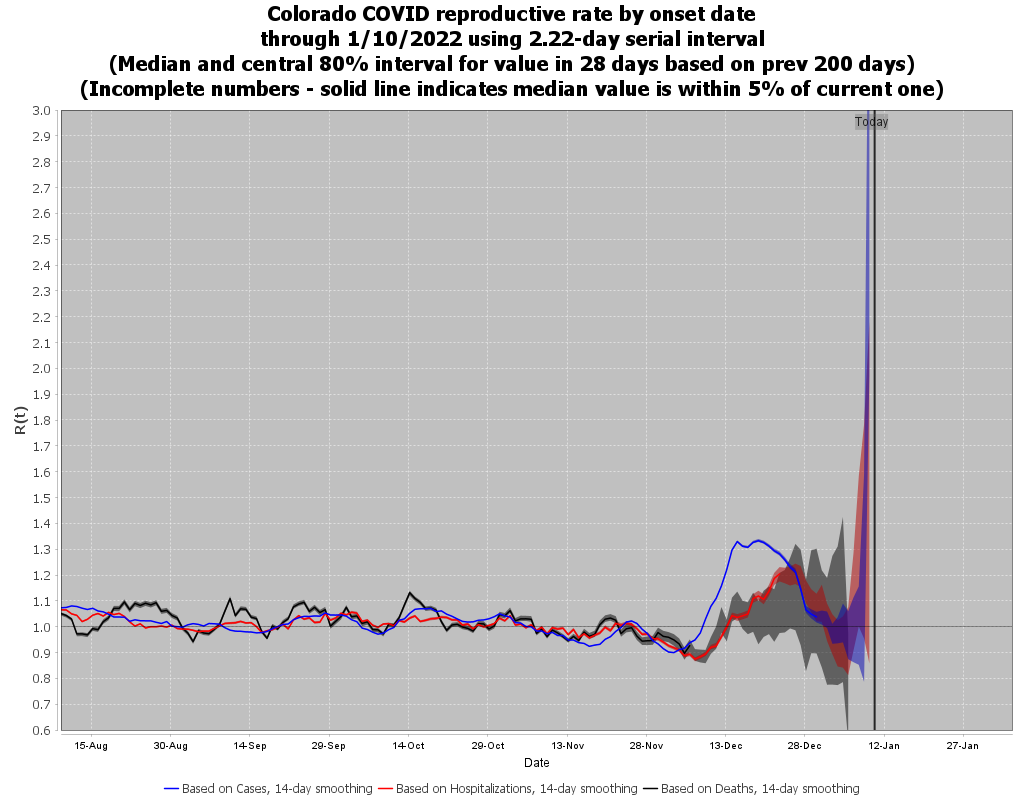 Colorado COVID reproductive rate by onset date
through 1/10/2022 using 2.22-day serial interval
(Median and central 80% interval for value in 28 days based on prev 200 days)
(Incomplete numbers - solid line indicates median value is within 5% of current one)
Today
3.0
2.9
2.8
2.7
2.6
2.5
2.4
2.3
2.2
2.1
2.0
1.9
1.8
1.7
1.6
1.5
1.4
1.3
1.2
1.1
1.0
0.9
0.8
0.7
0.6
R(t)
15-Aug 30-Aug 14-Sep 29-Sep 14-Oct 29-Oct 13-Nov 28-Nov 13-Dec 28-Dec 12-Jan 27-Jan
Date
Based on Cases, 14-day smoothing Based on Hospitalizations, 14-day smoothing Based on Deaths, 14-day smoothing